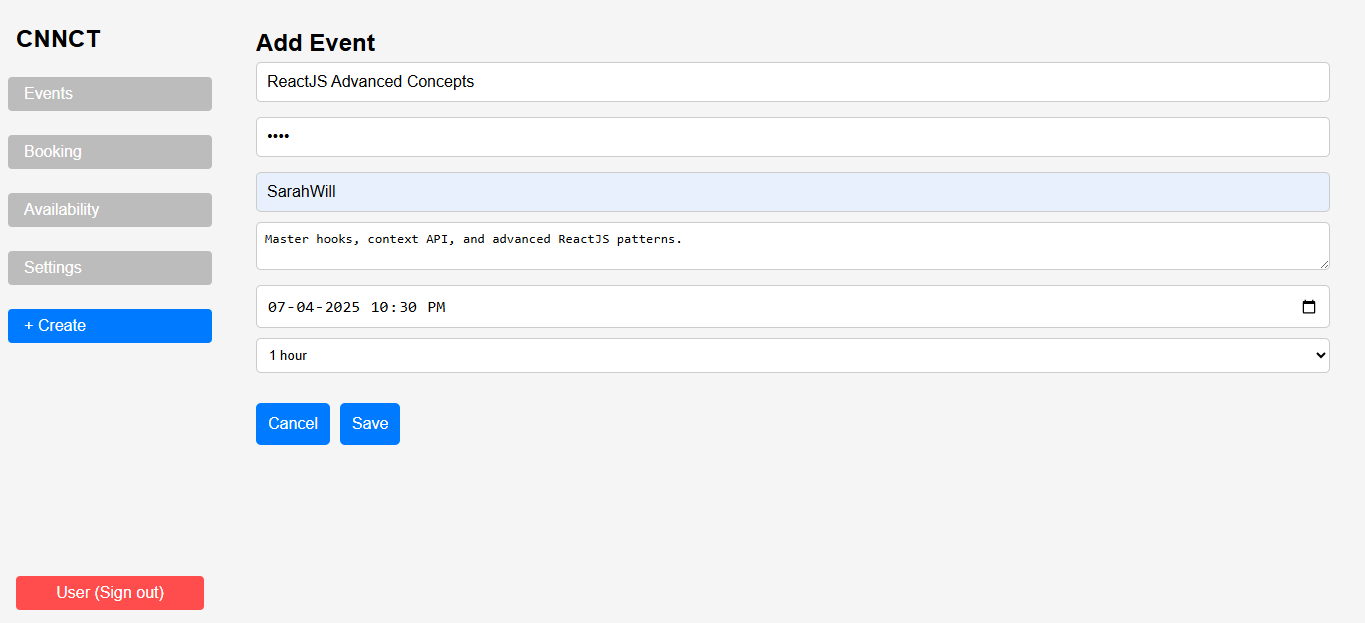 CNNCT
Events
Booking
Availability
Settings
+ Create
User (Sign out)
Add Event
ReactJS Advanced Concepts
••••
SarahWill
Master hooks, context API, and advanced ReactJS patterns.
07-04-2025 10:30 PM
1 hour
Cancel
Save